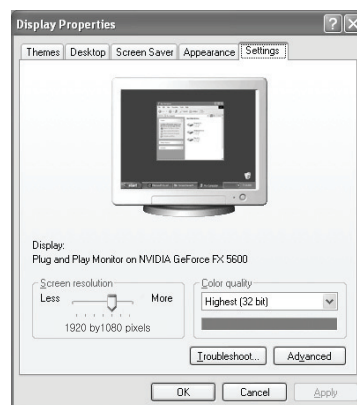 Display Properties
Themes Desktop Screen Saver Appearance Settings
Display:
Plug and Play Monitor on NVIDIA GeForce FX 5600
Screen resolution
Less More
1920 by1080 pixels
Color quality
Highest (32 bit)
Troubleshoot... Advanced
OK Cancel Apply